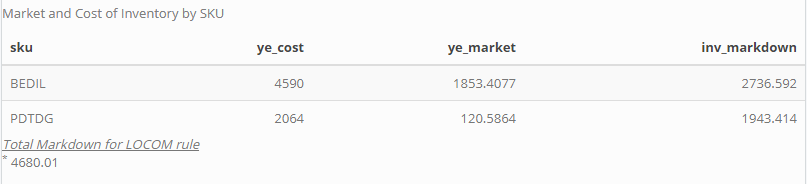 Market and Cost of Inventory by SKU
sku ye_cost ye_market inv_markdown
BEDIL 4590 1853.4077 2736.592
PDTDG 2064 120.5864 1943.414
Total Markdown for LOCOM rule
* 4680.01